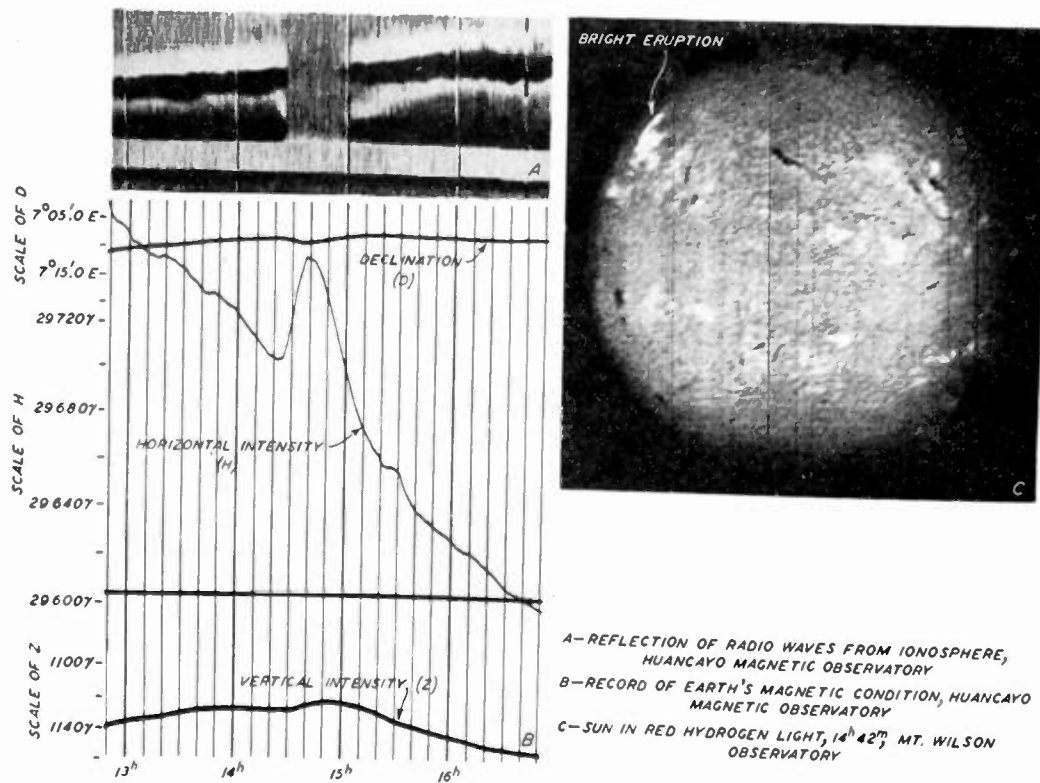 BRIGHT ERUPTION
A
SCALE OF D
7°05'.0 E-
DECLINATION
(D)
7°15'.0 E-
29720γ-
SCALE OF H
29680γ-
HORIZONTAL INTENSITY
(H)
29640γ-
29600γ-
C
SCALE OF Z
1100γ-
VERTICAL INTENSITY (Z)
1140γ-
B
13h 14h 15h 16h
A–REFLECTION OF RADIO WAVES FROM IONOSPHERE,
HUANCAYO MAGNETIC OBSERVATORY
B–RECORD OF EARTH'S MAGNETIC CONDITION, HUANCAYO
MAGNETIC OBSERVATORY
C–SUN IN RED HYDROGEN LIGHT, 14h 42m, MT. WILSON
OBSERVATORY